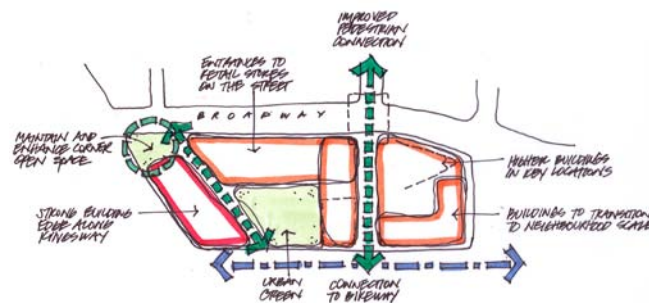 IMPROVED
PEDESTRIAN
CONNECTION
ENTRANCES TO
RETAIL STORES
ON THE STREET
BROADWAY
MAINTAIN AND
ENHANCE CORNER
OPEN SPACE
HIGHER BUILDINGS
IN KEY LOCATIONS
STRONG BUILDING
EDGE ALONG
KINGSWAY
BUILDINGS TO TRANSITION
TO NEIGHBOURHOOD SCALE
URBAN
GREEN
CONNECTION
TO BIKEWAY